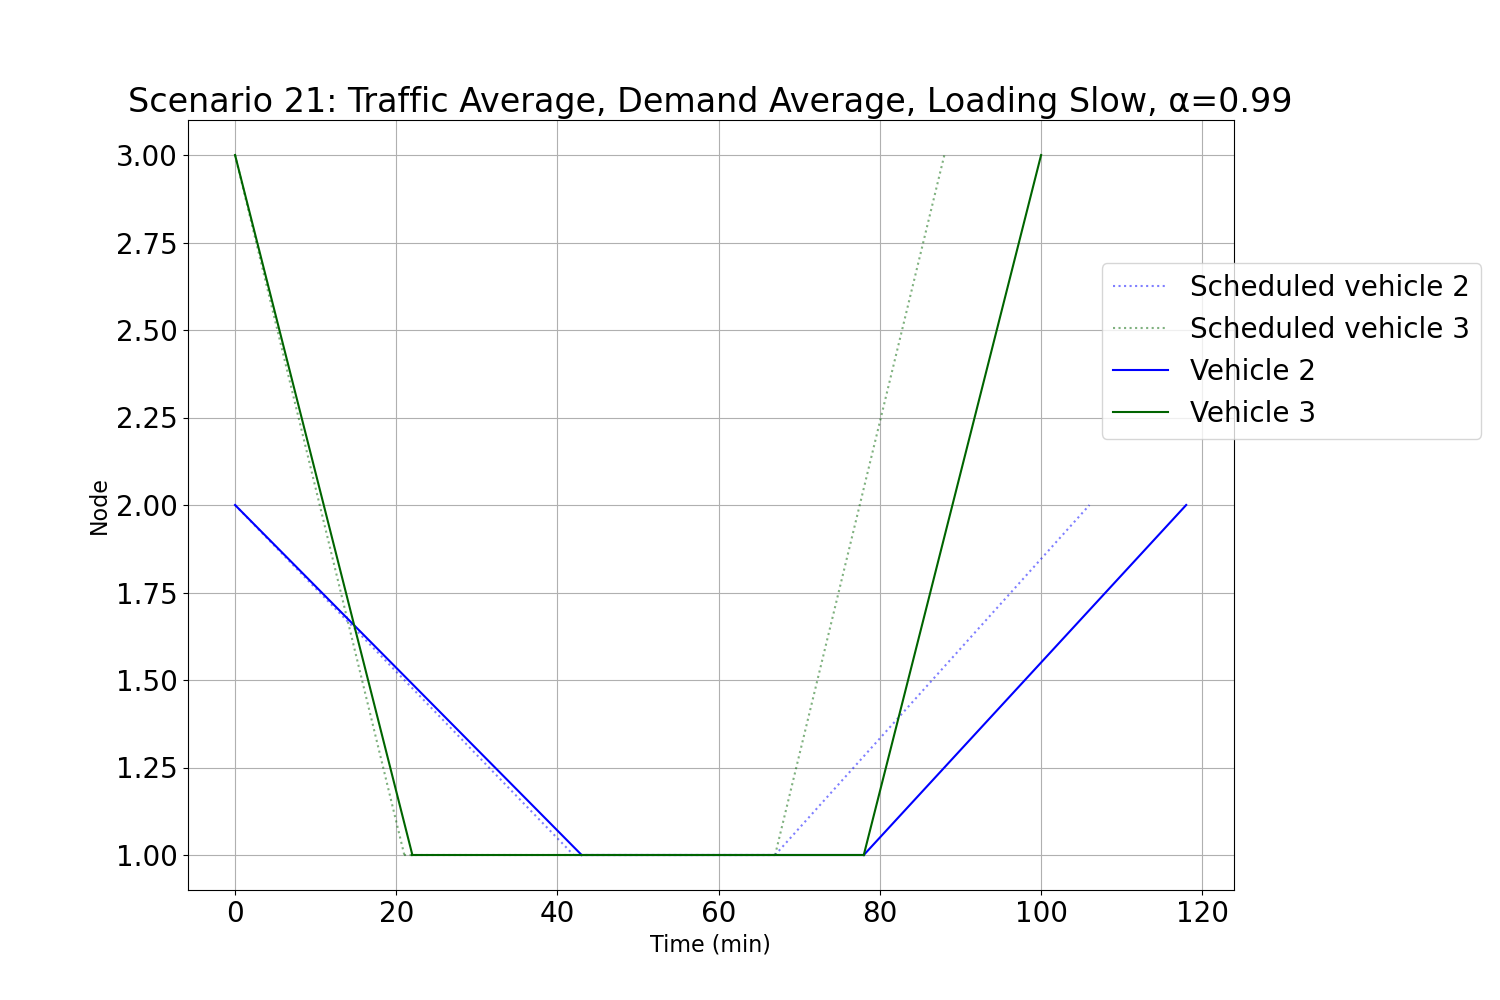 Scenario 21: Traffic Average, Demand Average, Loading Slow, α=0.99
3.00
2.75
2.50
2.25
2.00
1.75
1.50
1.25
1.00
Node
0 20 40 60 80 100 120
Time (min)
Scheduled vehicle 2
Scheduled vehicle 3
Vehicle 2
Vehicle 3